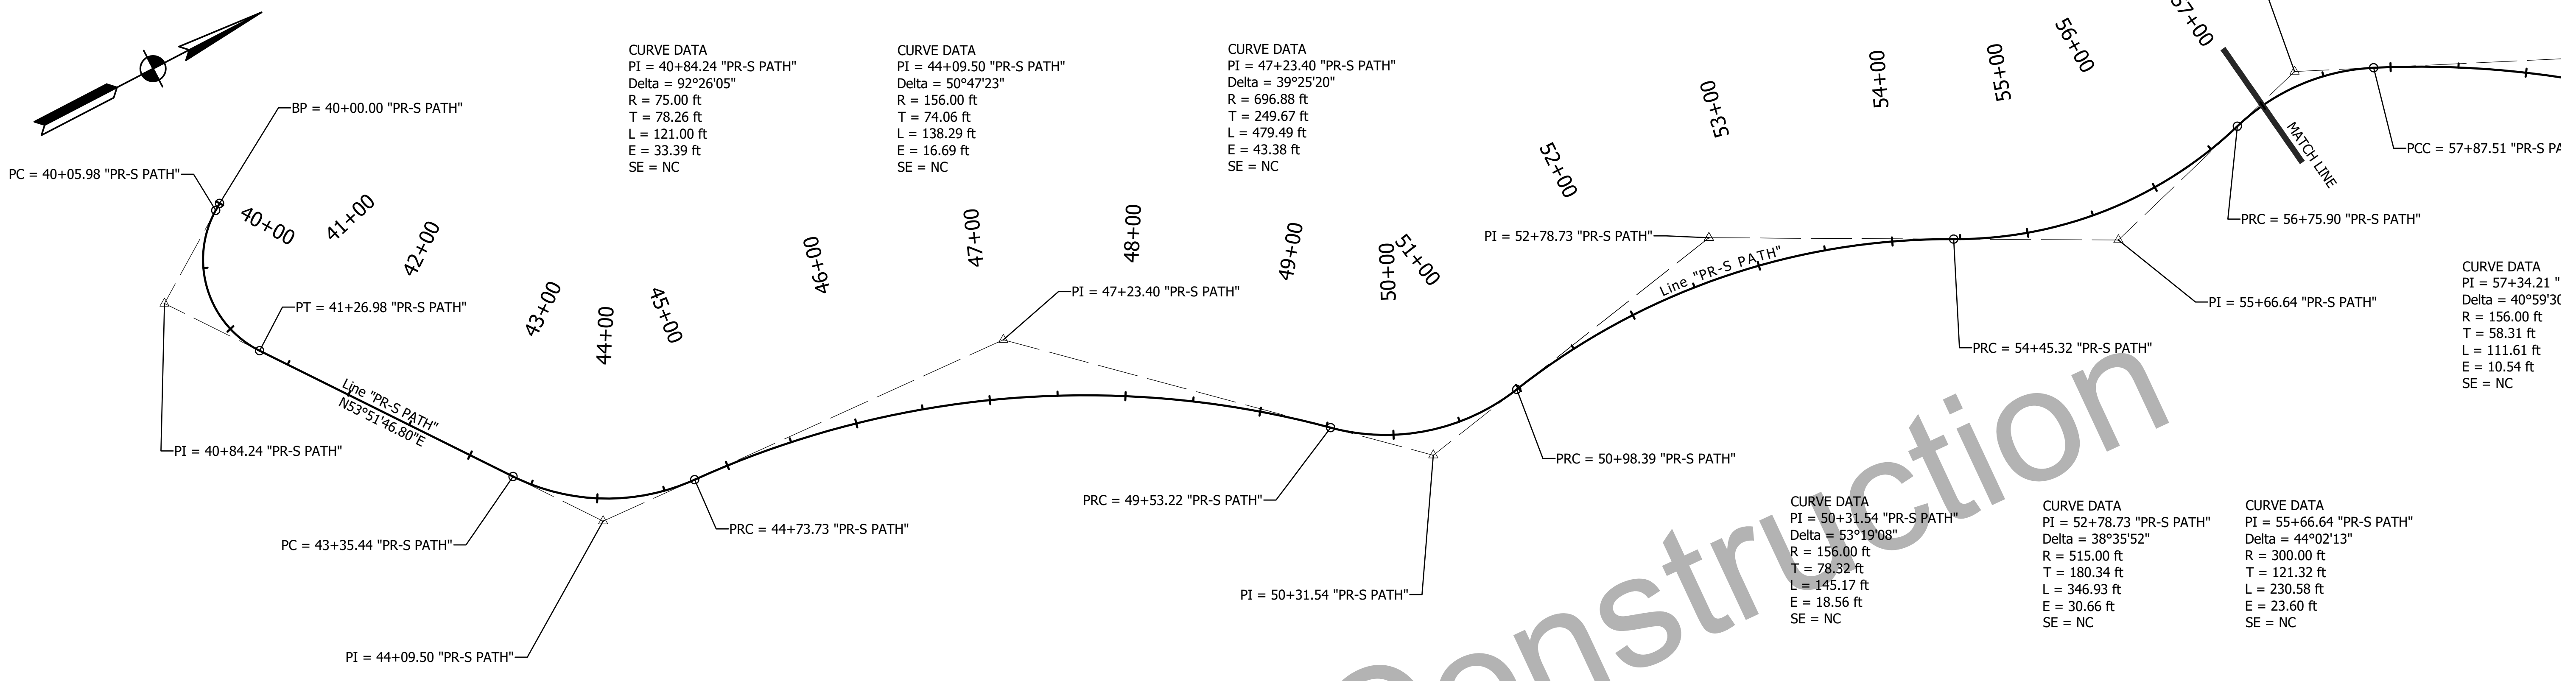 CURVE DATA
PI = 40+84.24 "PR-S PATH"
Delta = 92°26'05"
R = 75.00 ft
T = 78.26 ft
L = 121.00 ft
E = 33.39 ft
SE = NC
CURVE DATA
PI = 44+09.50 "PR-S PATH"
Delta = 50°47'23"
R = 156.00 ft
T = 74.06 ft
L = 138.29 ft
E = 16.69 ft
SE = NC
CURVE DATA
PI = 47+23.40 "PR-S PATH"
Delta = 39°25'20"
R = 696.88 ft
T = 249.67 ft
L = 479.49 ft
E = 43.38 ft
SE = NC
BP = 40+00.00 "PR-S PATH"
PC = 40+05.98 "PR-S PATH"
40+00
41+00
42+00
43+00
44+00
45+00
46+00
47+00
48+00
49+00
50+00
51+00
52+00
53+00
54+00
55+00
56+00
57+00
MATCH LINE
PCC = 57+87.51 "PR-S PA
PRC = 56+75.90 "PR-S PATH"
PI = 52+78.73 "PR-S PATH"
Line "PR-S PATH"
PI = 47+23.40 "PR-S PATH"
PI = 55+66.64 "PR-S PATH"
PT = 41+26.98 "PR-S PATH"
PRC = 54+45.32 "PR-S PATH"
CURVE DATA
PI = 57+34.21 "
Delta = 40°59'30
R = 156.00 ft
T = 58.31 ft
L = 111.61 ft
E = 10.54 ft
SE = NC
Line "PR-S PATH"
N53°51'46.80"E
PI = 40+84.24 "PR-S PATH"
PRC = 50+98.39 "PR-S PATH"
PRC = 49+53.22 "PR-S PATH"
PRC = 44+73.73 "PR-S PATH"
PC = 43+35.44 "PR-S PATH"
PI = 50+31.54 "PR-S PATH"
PI = 44+09.50 "PR-S PATH"
CURVE DATA
PI = 50+31.54 "PR-S PATH"
Delta = 53°19'08"
R = 156.00 ft
T = 78.32 ft
L = 145.17 ft
E = 18.56 ft
SE = NC
CURVE DATA
PI = 52+78.73 "PR-S PATH"
Delta = 38°35'52"
R = 515.00 ft
T = 180.34 ft
L = 346.93 ft
E = 30.66 ft
SE = NC
CURVE DATA
PI = 55+66.64 "PR-S PATH"
Delta = 44°02'13"
R = 300.00 ft
T = 121.32 ft
L = 230.58 ft
E = 23.60 ft
SE = NC
Construction